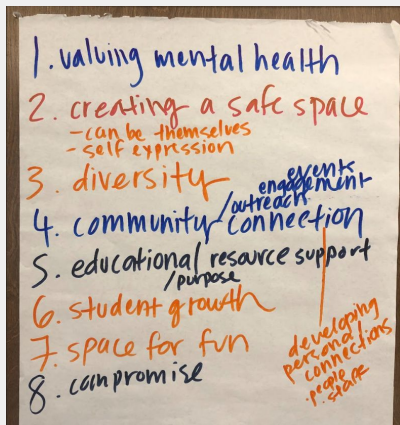 1. valuing mental health
2. creating a safe space
- can be themselves
- self expression
3. diversity
events
engagement
/outreach
4. community connection
5. educational resource support
/purpose
6. student growth
7. space for fun
8. compromise
developing
personal
connections
· people
· staff